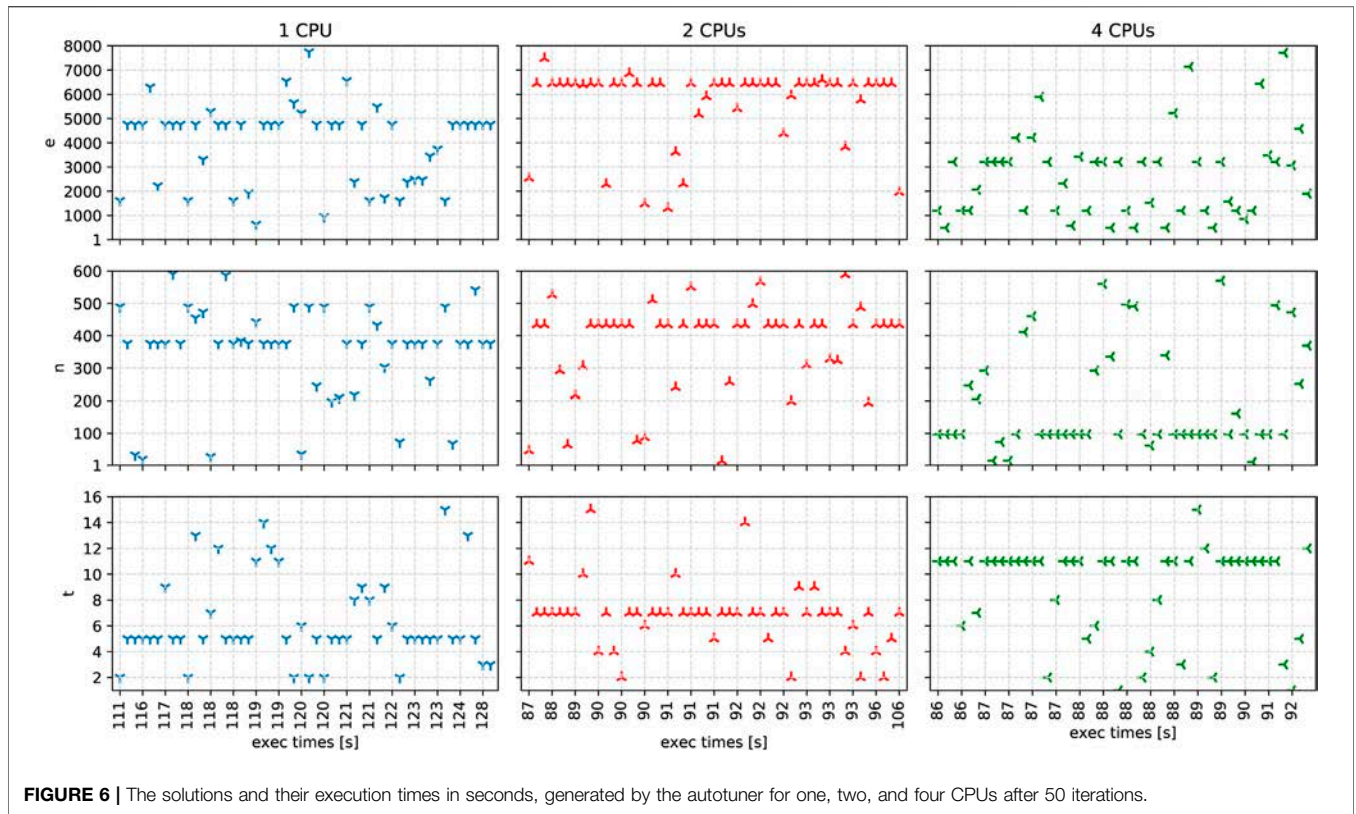 1 CPU
2 CPUs
4 CPUs
8000
7000
6000
5000
4000
3000
2000
1000
1
e
600
500
400
300
200
100
1
n
16
14
12
10
8
6
4
2
t
111 116 117 118 118 118 119 119 120 120 121 121 122 123 123 124 128
exec times [s]
87 88 89 90 90 90 91 91 91 92 92 92 93 93 93 96 106
exec times [s]
86 86 87 87 87 87 88 88 88 88 88 89 89 90 91 92
exec times [s]
FIGURE 6 | The solutions and their execution times in seconds, generated by the autotuner for one, two, and four CPUs after 50 iterations.